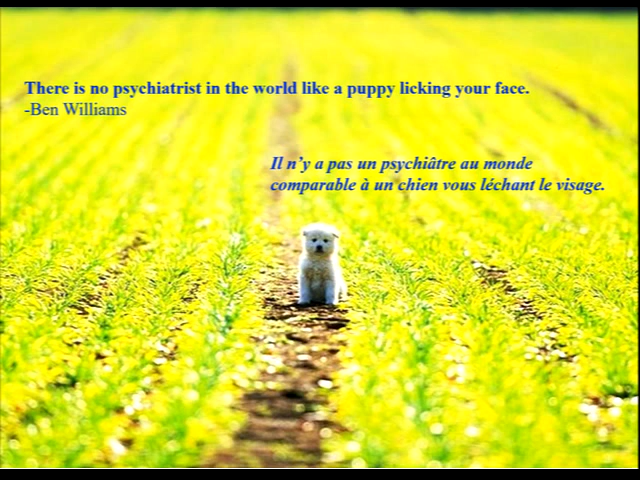 There is no psychiatrist in the world like a puppy licking your face.
-Ben Williams
Il n’y a pas un psychiâtre au monde
comparable à un chien vous léchant le visage.